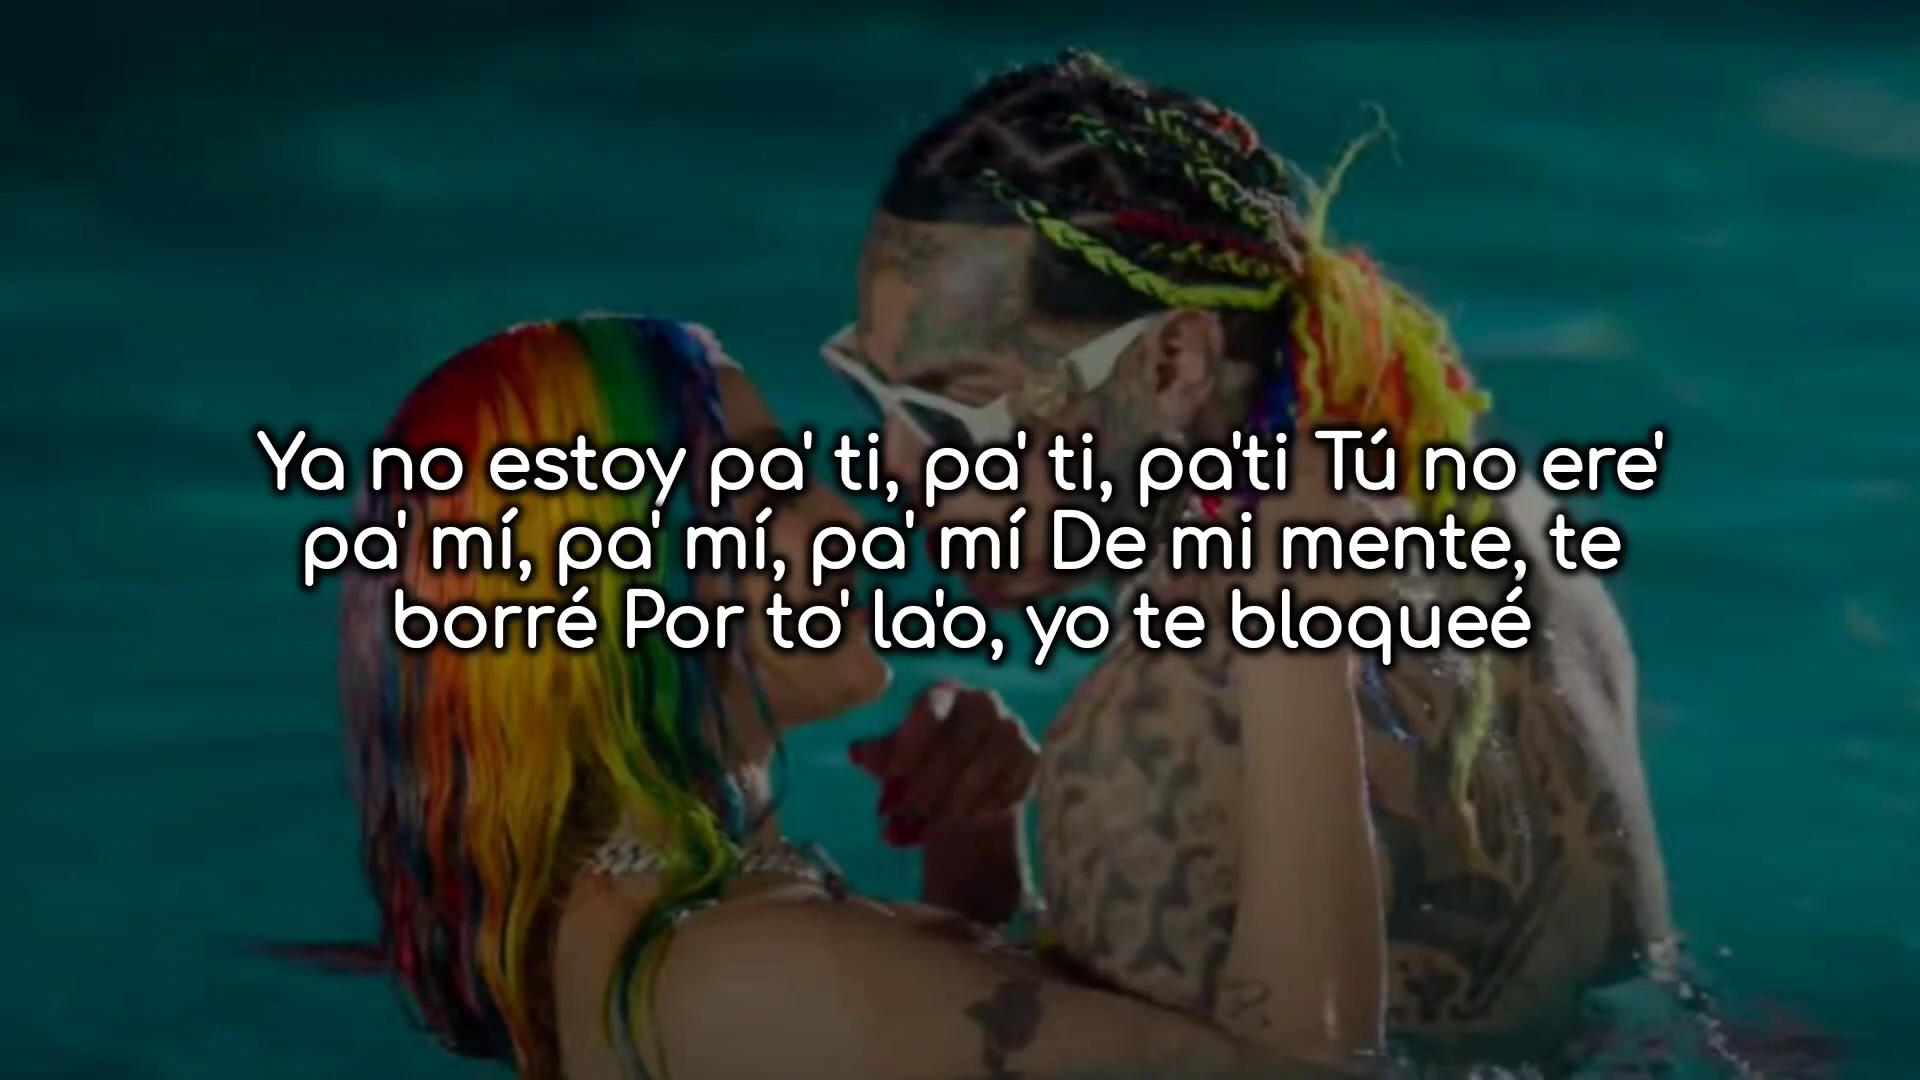 Ya no estoy pa' ti, pa' ti, pa'ti Tú no ere'
pa' mí, pa' mí, pa' mí De mi mente, te
borré Por to' la'o, yo te bloqueé